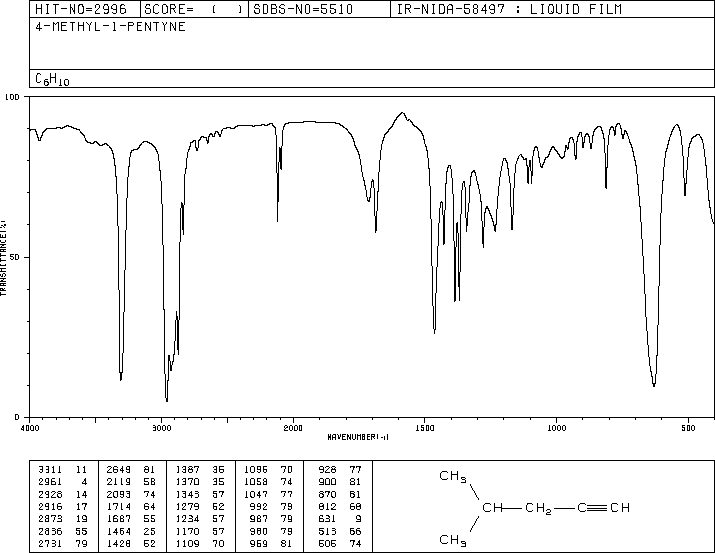 HIT-NO=2996 SCORE= ( ) SDBS-NO=5510 IR-NIDA-58497 : LIQUID FILM
4-METHYL-1-PENTYNE
C6H10
100
50
0
TRANSMITTANCE(%)
4000 3000 2000 1500 1000 500
WAVENUMBER(-1)
3311 11 2649 81 1387 35 1096 70 928 77
2961 4 2119 58 1370 35 1058 74 900 81
2928 14 2093 74 1343 57 1047 77 870 81
2916 17 1714 64 1279 52 992 79 812 68
2873 19 1687 55 1234 57 987 79 631 9
2836 55 1464 25 1170 57 980 79 513 66
2731 79 1428 52 1109 70 969 81 505 74
CH3
CH—CH2—C≡CH
CH3